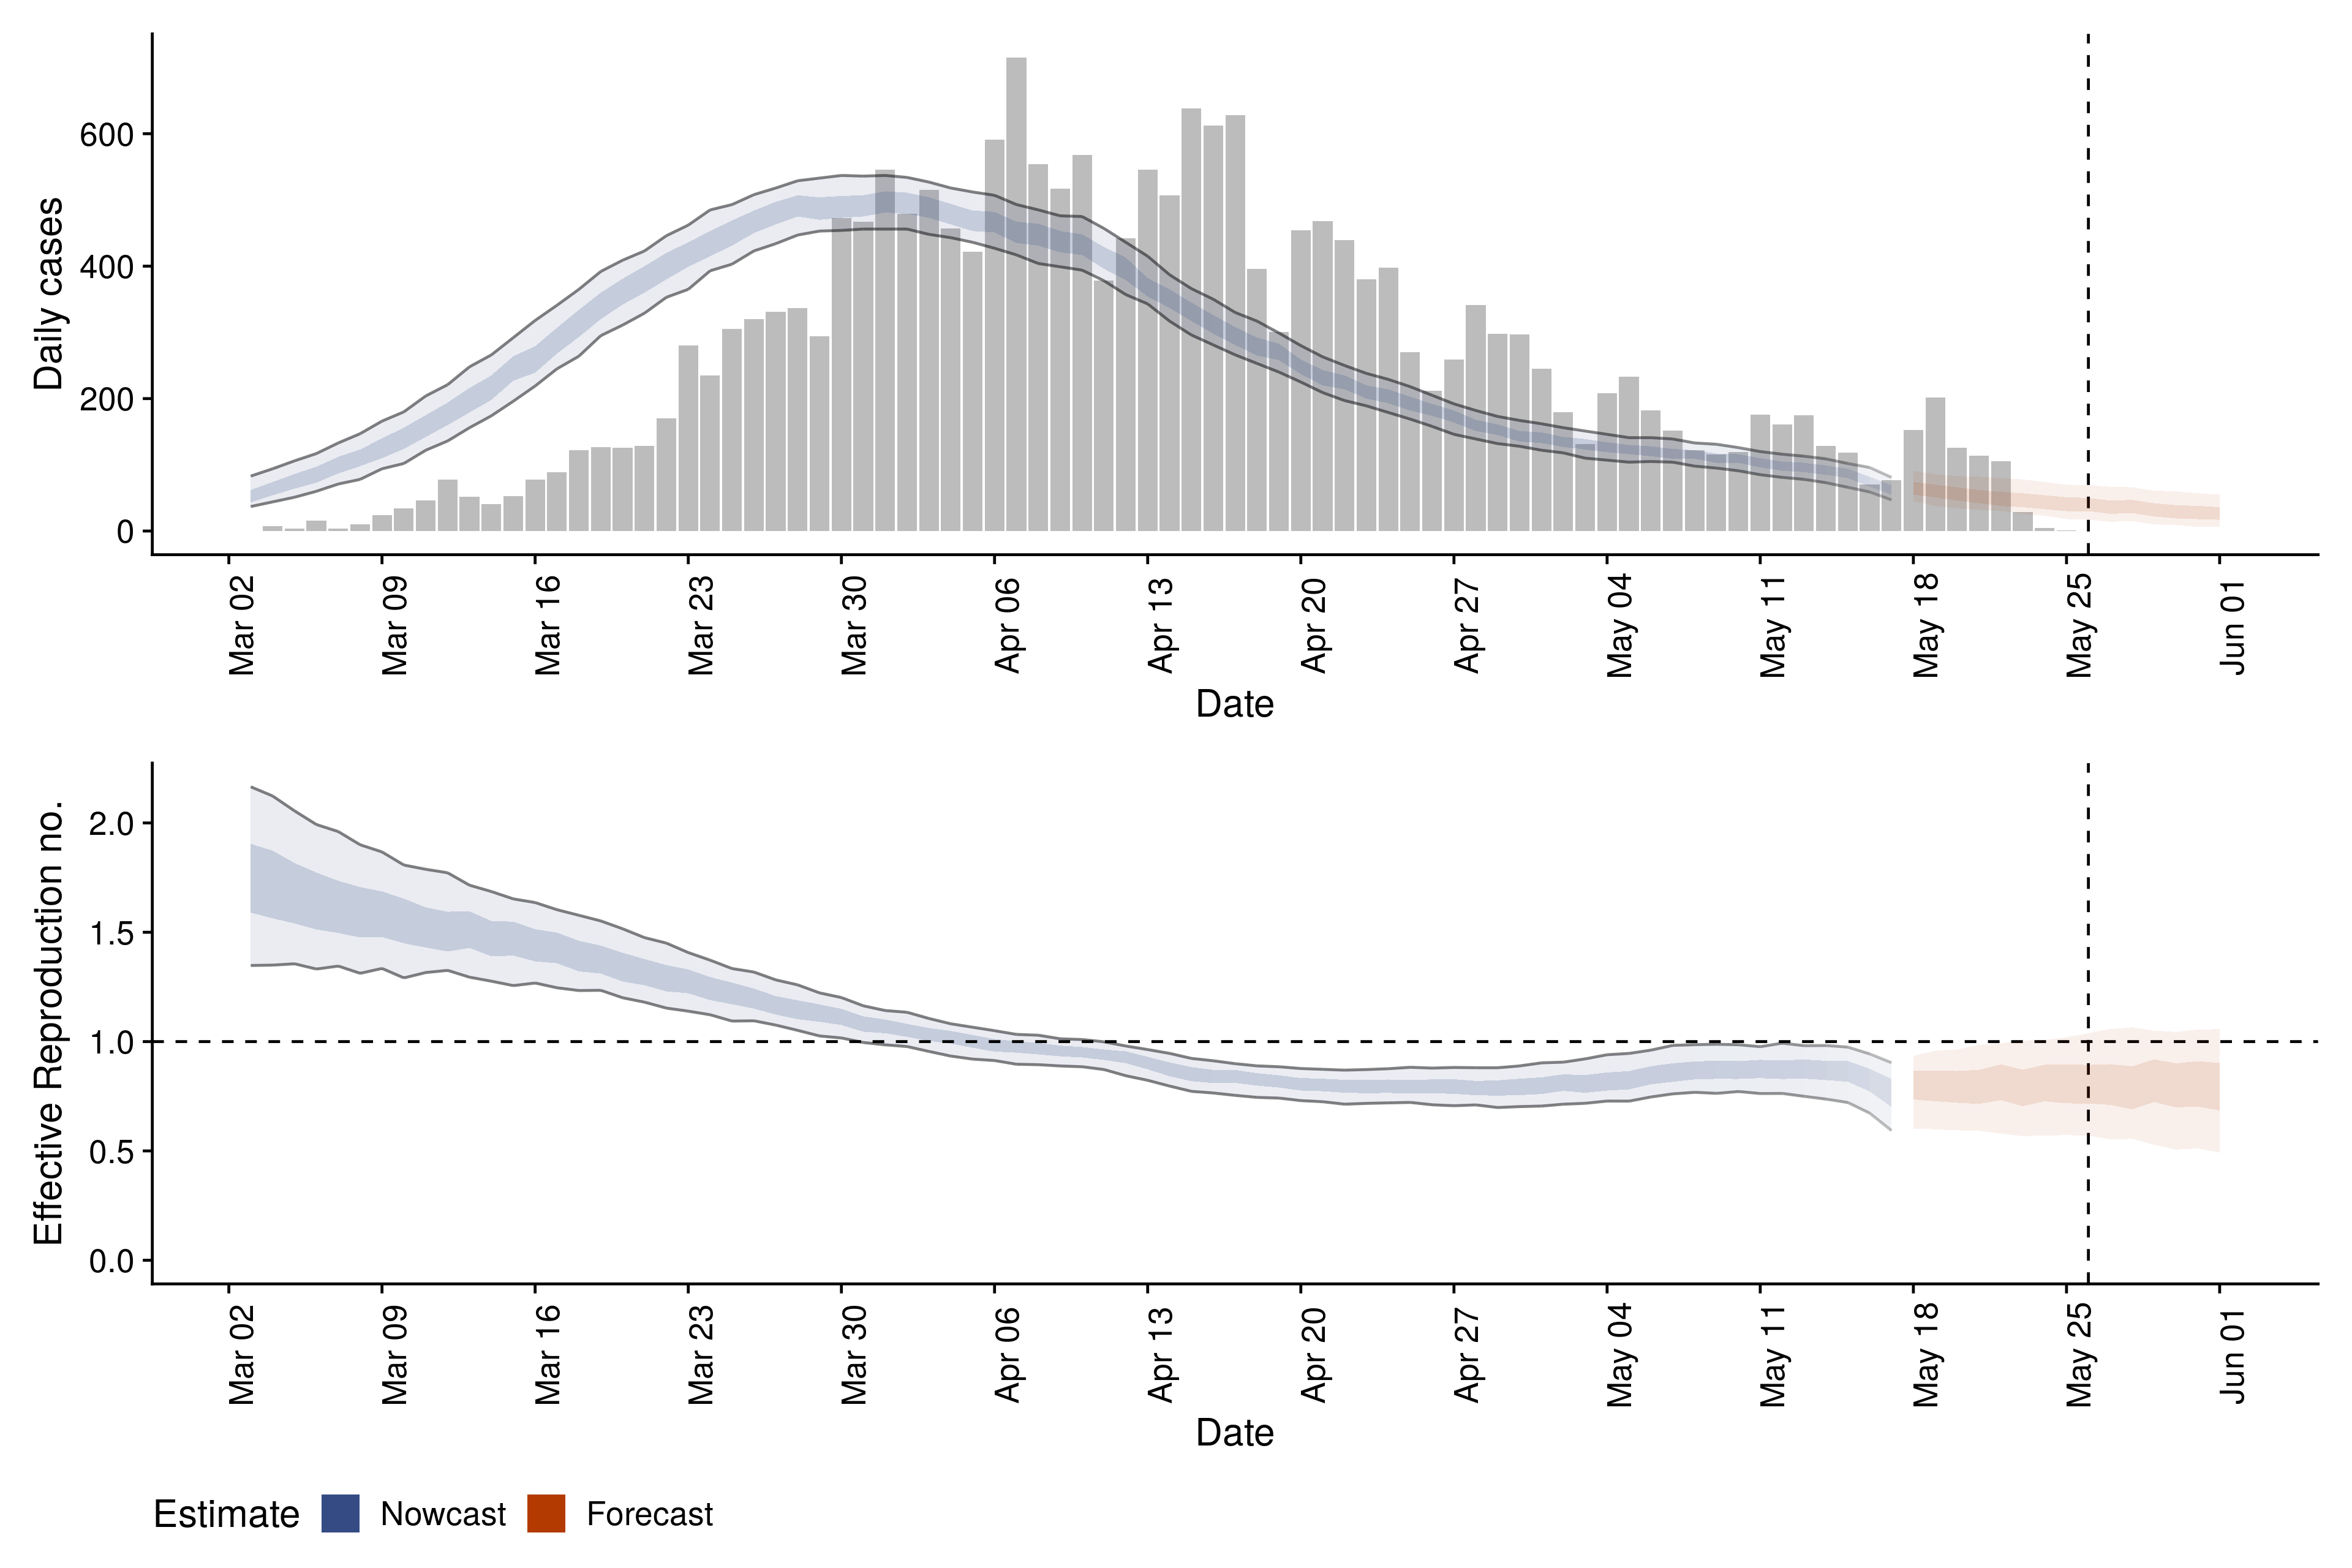 Daily cases
600
400
200
0
Mar 02
Mar 09
Mar 16
Mar 23
Mar 30
Apr 06
Apr 13
Apr 20
Apr 27
May 04
May 11
May 18
May 25
Jun 01
Date
Effective Reproduction no.
2.0
1.5
1.0
0.5
0.0
Mar 02
Mar 09
Mar 16
Mar 23
Mar 30
Apr 06
Apr 13
Apr 20
Apr 27
May 04
May 11
May 18
May 25
Jun 01
Date
Estimate Nowcast Forecast